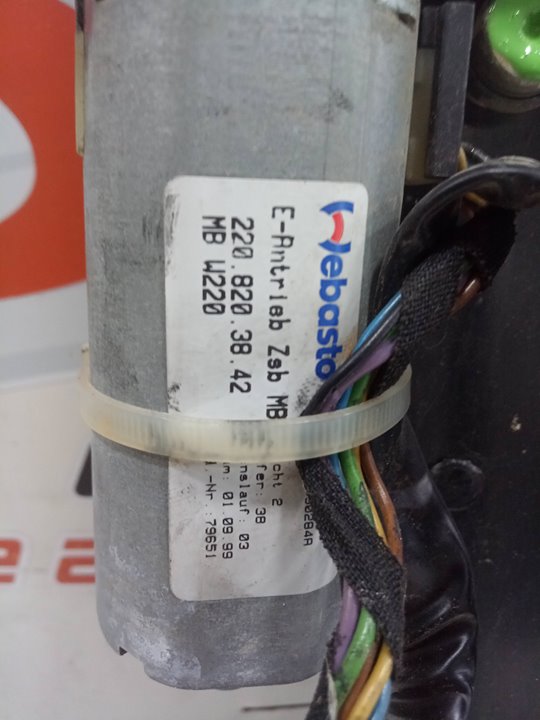 Webasto
E-Antrieb Zsb MB
220.820.38.42
MB W220
90284A
cht 2
fer: 38
nslauf: 03
m: 01.09.99
-Nr.:79651
e a